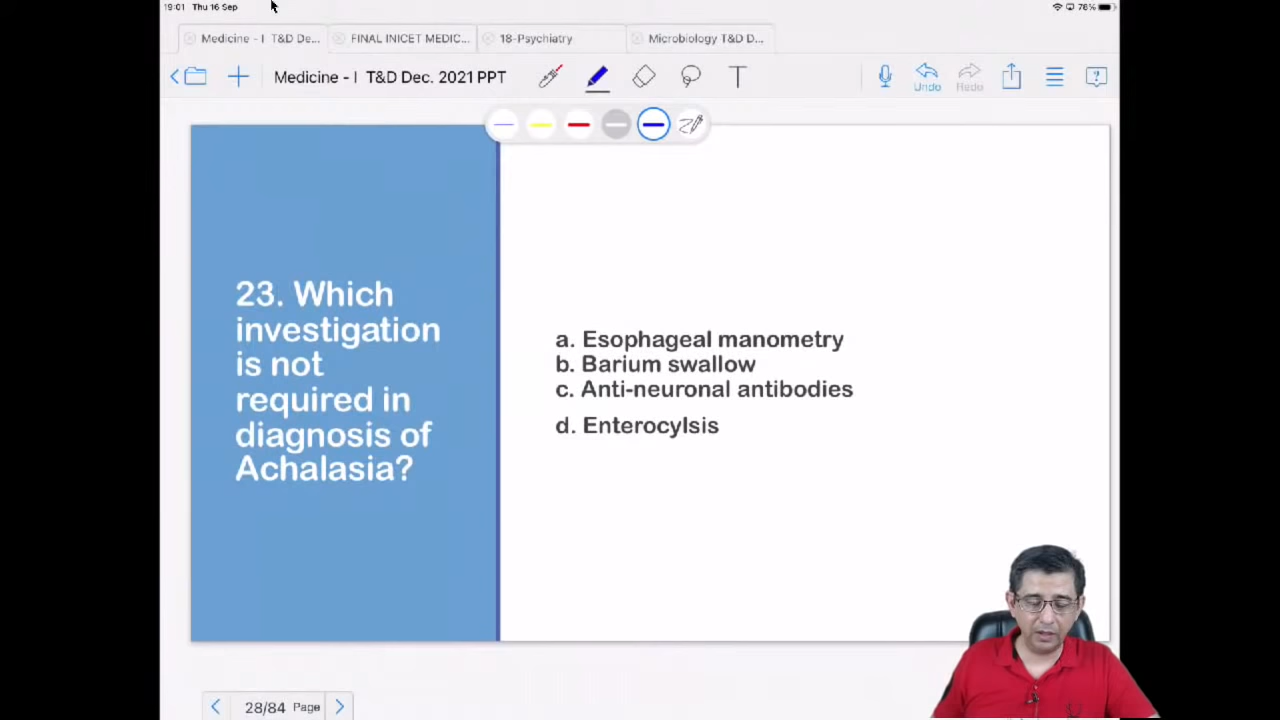 19:01 Thu 16 Sep
78%
Medicine - I T&D De...
FINAL INICET MEDIC...
18-Psychiatry
Microbiology T&D D...
Medicine - I T&D Dec. 2021 PPT
T
Undo
Redo
?
23. Which
investigation
is not
required in
diagnosis of
Achalasia?
a. Esophageal manometry
b. Barium swallow
c. Anti-neuronal antibodies
d. Enterocylsis
28/84 Page